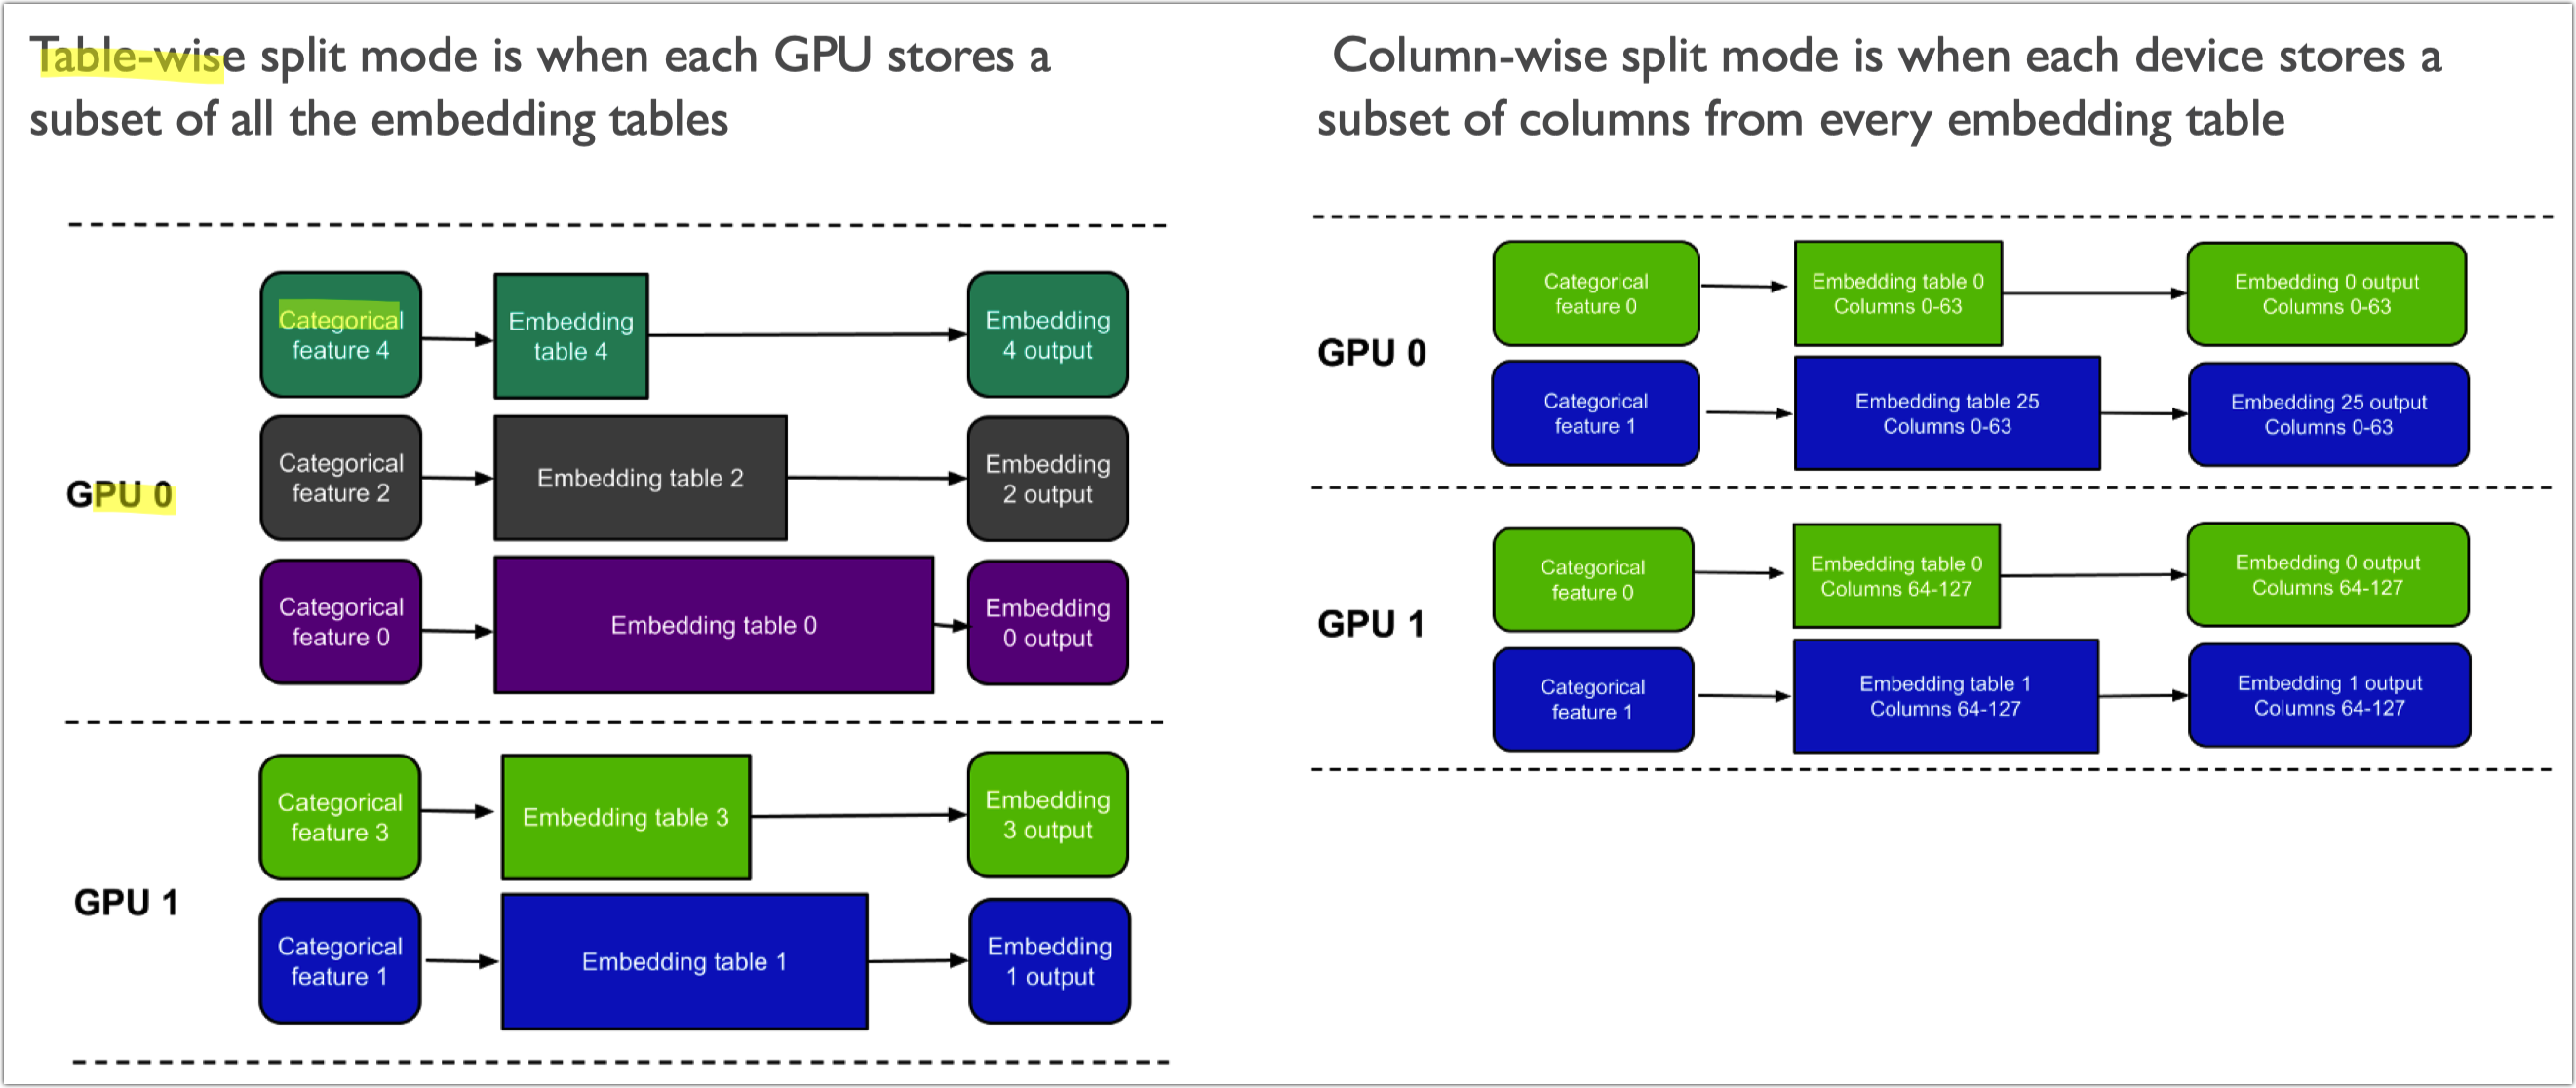 Table-wise split mode is when each GPU stores a
subset of all the embedding tables
GPU 0
Categorical
feature 4
Embedding
table 4
Embedding
4 output
Categorical
feature 2
Embedding table 2
Embedding
2 output
Categorical
feature 0
Embedding table 0
Embedding
0 output
GPU 1
Categorical
feature 3
Embedding table 3
Embedding
3 output
Categorical
feature 1
Embedding table 1
Embedding
1 output
Column-wise split mode is when each device stores a
subset of columns from every embedding table
GPU 0
Categorical
feature 0
Embedding table 0
Columns 0-63
Embedding 0 output
Columns 0-63
Categorical
feature 1
Embedding table 25
Columns 0-63
Embedding 25 output
Columns 0-63
GPU 1
Categorical
feature 0
Embedding table 0
Columns 64-127
Embedding 0 output
Columns 64-127
Categorical
feature 1
Embedding table 1
Columns 64-127
Embedding 1 output
Columns 64-127